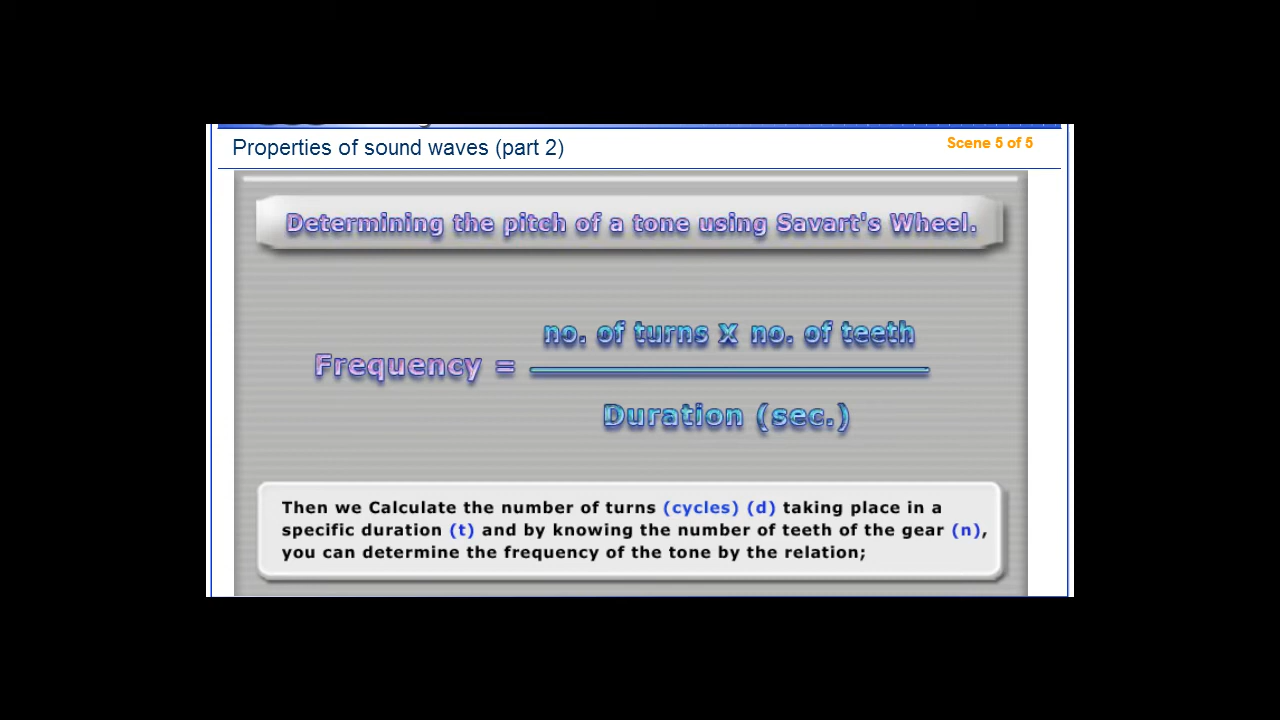 Properties of sound waves (part 2)
Scene 5 of 5
Determining the pitch of a tone using Savart's Wheel.
no. of turns X no. of teeth
Frequency =
Duration (sec.)
Then we Calculate the number of turns (cycles) (d) taking place in a
specific duration (t) and by knowing the number of teeth of the gear (n),
you can determine the frequency of the tone by the relation;